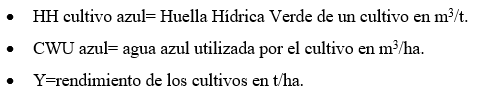 • HH cultivo azul= Huella Hídrica Verde de un cultivo en m³/t.
• CWU azul= agua azul utilizada por el cultivo en m³/ha.
• Y=rendimiento de los cultivos en t/ha.